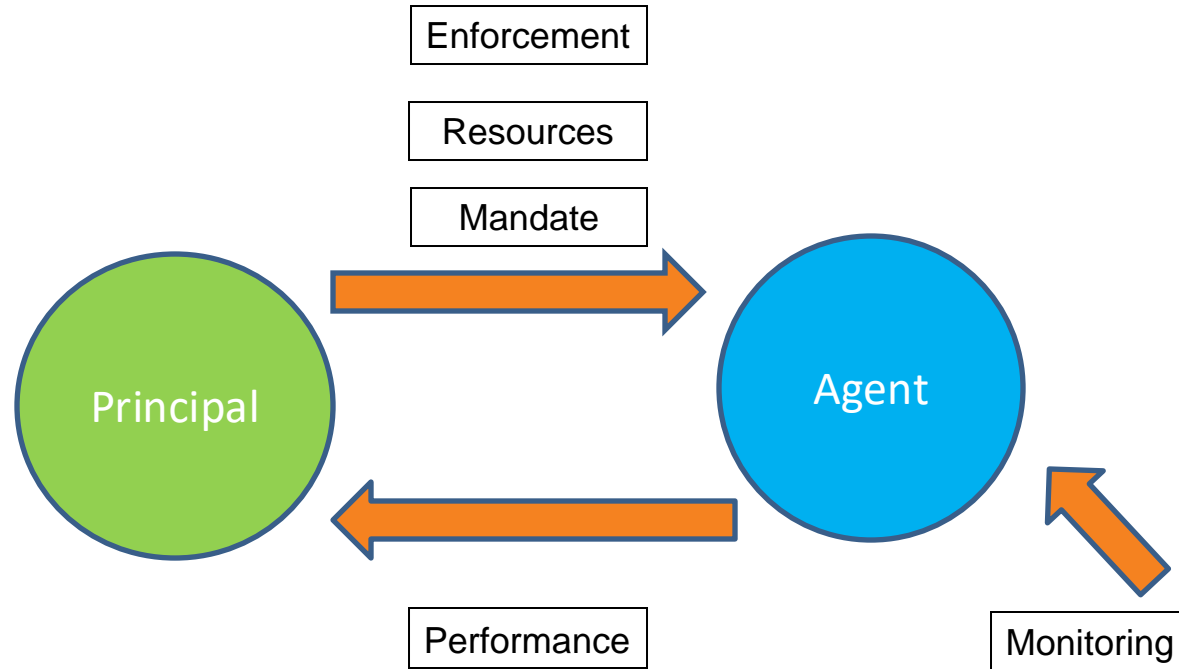 Enforcement
Resources
Mandate
Principal
Agent
Performance
Monitoring